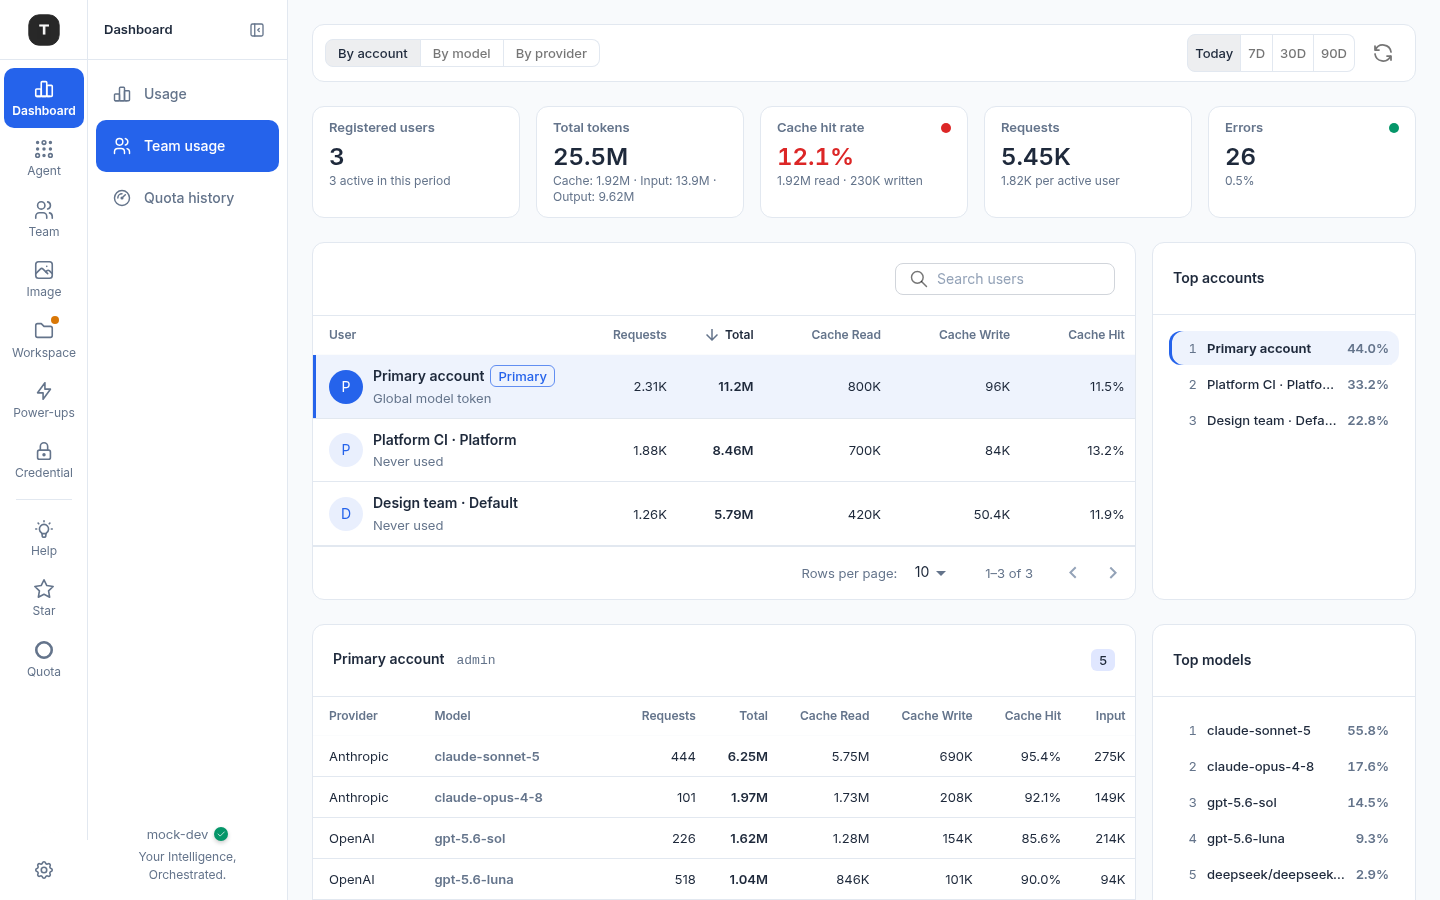 T
Dashboard
Dashboard
Agent
Team
Image
Workspace
Power-ups
Credential
Help
Star
Quota
Usage
Team usage
Quota history
mock-dev
Your Intelligence,
Orchestrated.
By account By model By provider
Today 7D 30D 90D
Registered users
3
3 active in this period
Total tokens
25.5M
Cache: 1.92M · Input: 13.9M ·
Output: 9.62M
Cache hit rate
12.1%
1.92M read · 230K written
Requests
5.45K
1.82K per active user
Errors
26
0.5%
Search users
User Requests Total Cache Read Cache Write Cache Hit
P Primary account Primary 2.31K 11.2M 800K 96K 11.5%
Global model token
P Platform CI · Platform 1.88K 8.46M 700K 84K 13.2%
Never used
D Design team · Default 1.26K 5.79M 420K 50.4K 11.9%
Never used
Rows per page: 10 1–3 of 3
Top accounts
1 Primary account 44.0%
2 Platform CI · Platfo... 33.2%
3 Design team · Defa... 22.8%
Primary account admin 5
Provider Model Requests Total Cache Read Cache Write Cache Hit Input
Anthropic claude-sonnet-5 444 6.25M 5.75M 690K 95.4% 275K
Anthropic claude-opus-4-8 101 1.97M 1.73M 208K 92.1% 149K
OpenAI gpt-5.6-sol 226 1.62M 1.28M 154K 85.6% 214K
OpenAI gpt-5.6-luna 518 1.04M 846K 101K 90.0% 94K
Top models
1 claude-sonnet-5 55.8%
2 claude-opus-4-8 17.6%
3 gpt-5.6-sol 14.5%
4 gpt-5.6-luna 9.3%
5 deepseek/deepseek... 2.9%